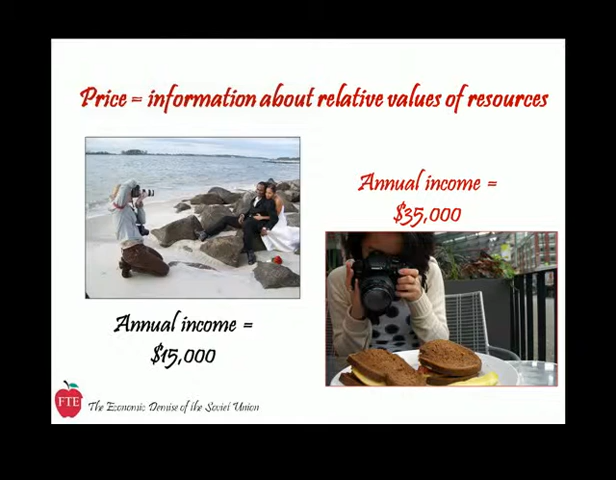 Price = information about relative values of resources
Annual income =
$35,000
Annual income =
$15,000
FTE
The Economic Demise of the Soviet Union